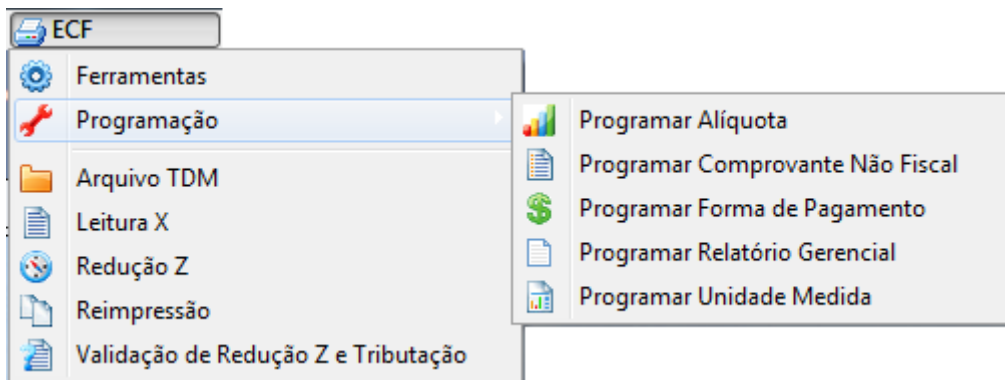 ECF
Ferramentas
Programação
Arquivo TDM
Leitura X
Redução Z
Reimpressão
Validação de Redução Z e Tributação
Programar Alíquota
Programar Comprovante Não Fiscal
Programar Forma de Pagamento
Programar Relatório Gerencial
Programar Unidade Medida